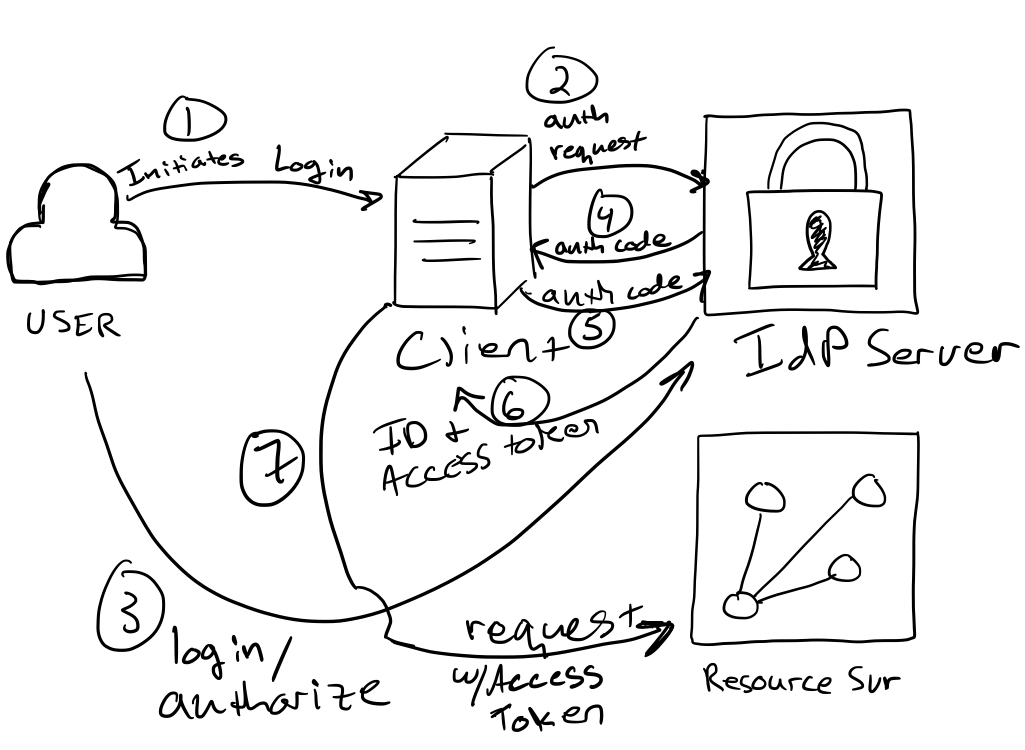 1
Initiates Login
USER
2
auth
request
4
auth code
auth code
5
Client
IdP Server
6
ID +
Access token
7
3
login/
authorize
request
w/Access
Token
Resource Svr